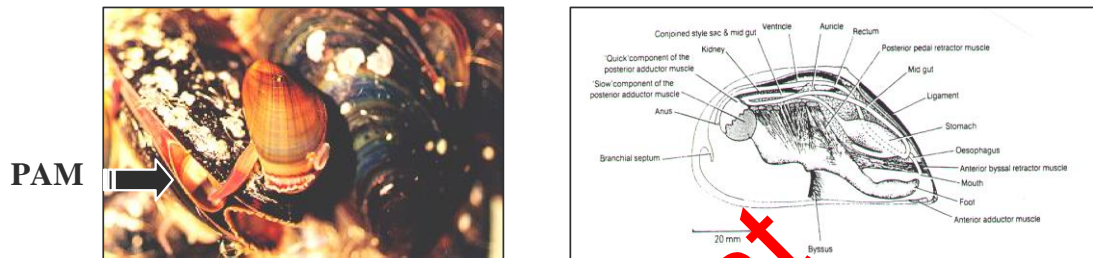 PAM
Conjoined style sac & mid gut
Ventricle
Auricle
Rectum
Kidney
Posterior pedal retractor muscle
'Quick' component of the
posterior adductor muscle
Mid gut
'Slow' component of the
posterior adductor muscle
Ligament
Anus
Stomach
Branchial septum
Oesophagus
Anterior byssal retractor muscle
Mouth
Foot
Anterior adductor muscle
20 mm
Byssus